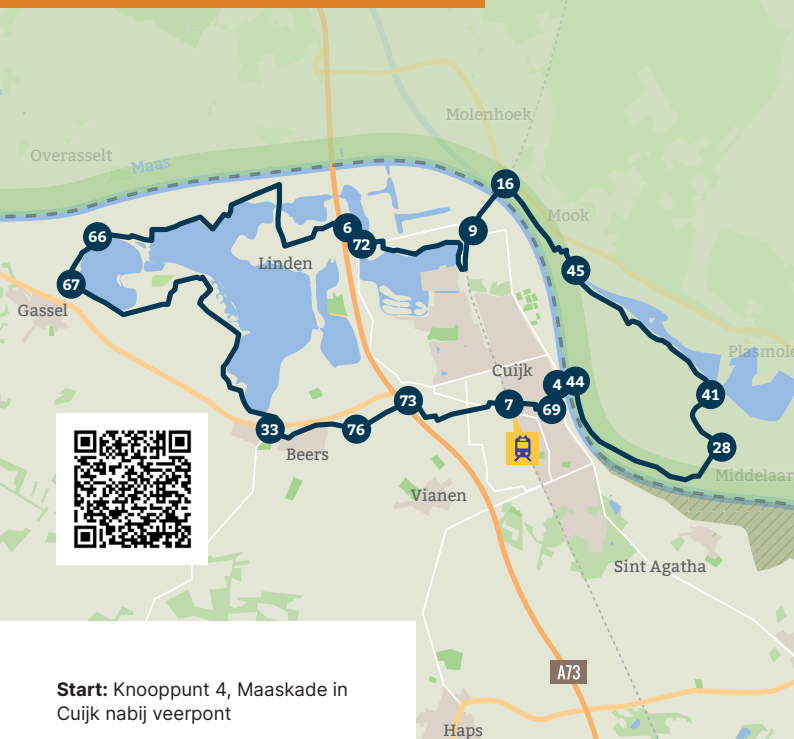 Molenhoek
Overasselt
Maas
16
Mook
66
6
9
72
Linden
45
67
Gassel
Plasmole
Cuijk
4
44
41
73
7
69
33
76
28
Beers
Middelaar
Vianen
Sint Agatha
A73
Start: Knooppunt 4, Maaskade in
Cuijk nabij veerpont
Haps